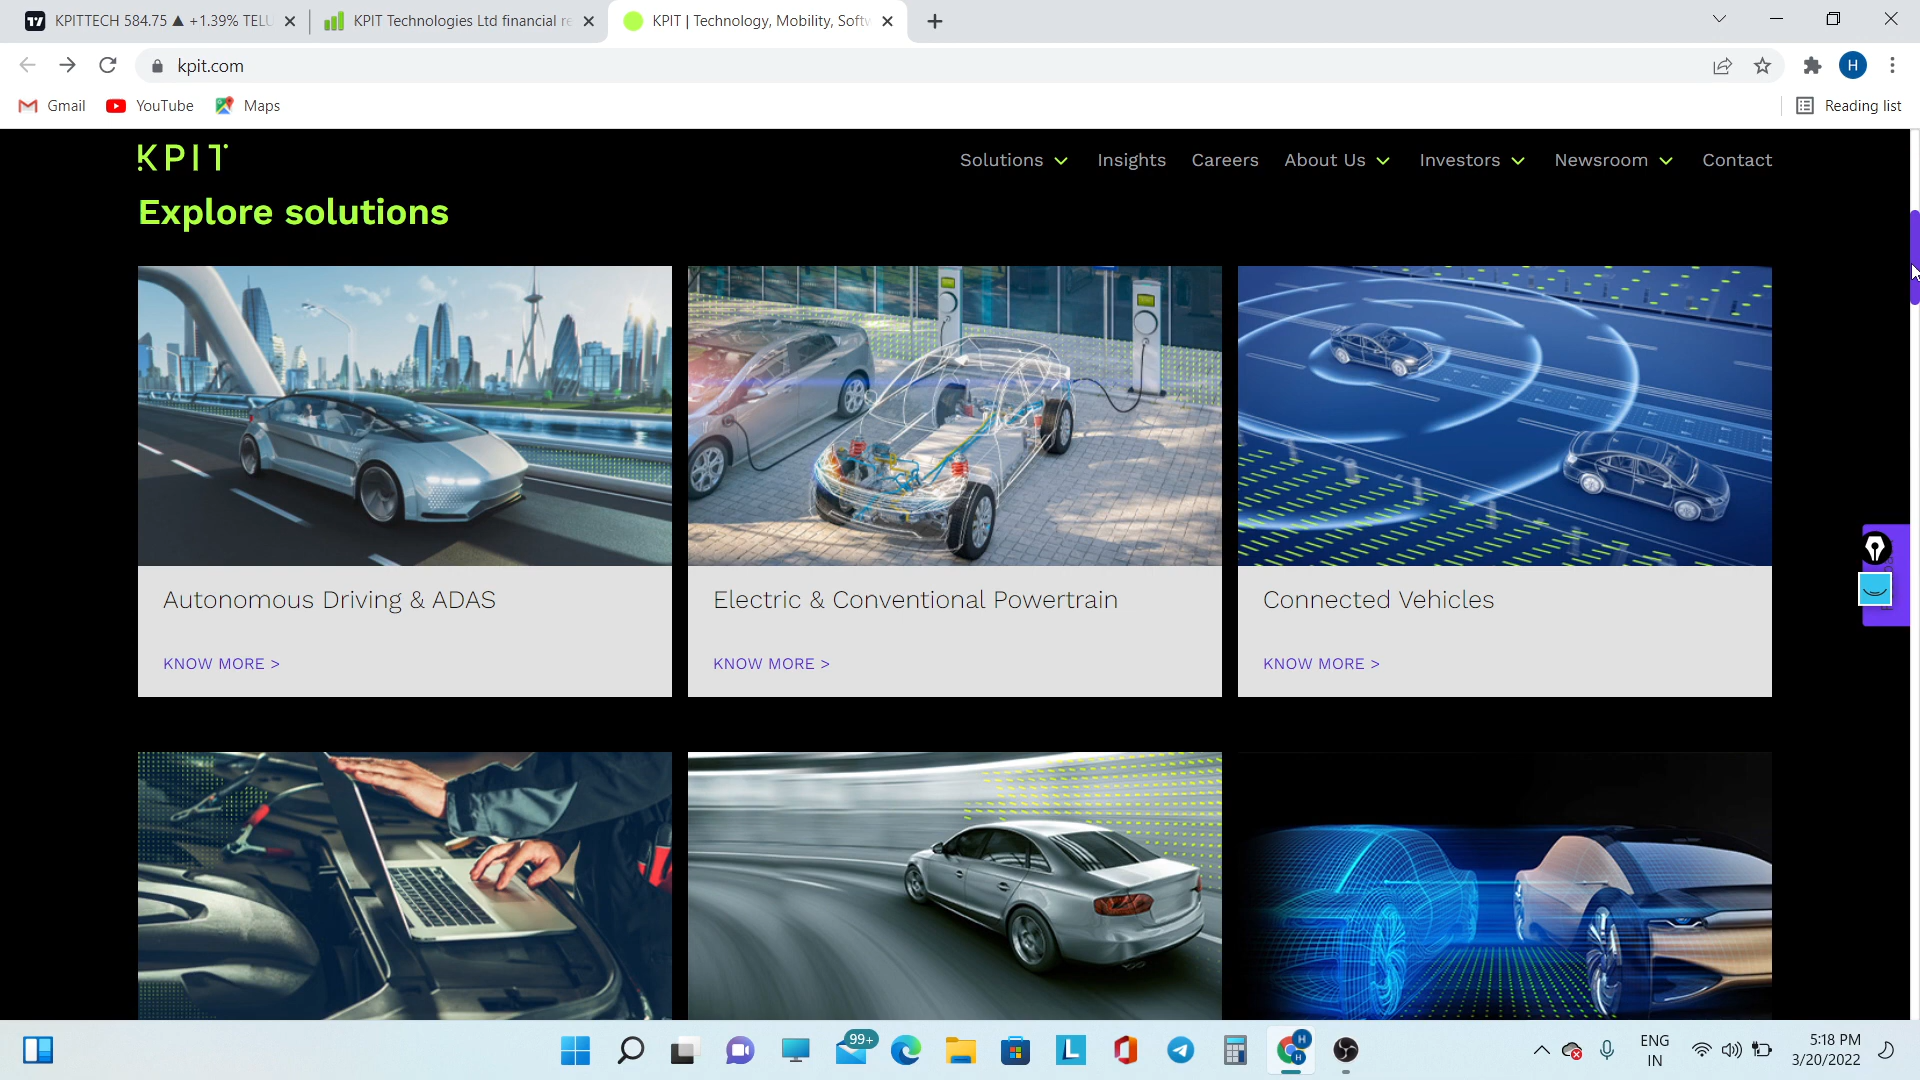 KPITTECH 584.75 ▲ +1.39% TELU
KPIT Technologies Ltd financial re
KPIT | Technology, Mobility, Softw
kpit.com
H
Gmail
YouTube
Maps
Reading list
KPIT
Solutions
Insights
Careers
About Us
Investors
Newsroom
Contact
Explore solutions
Autonomous Driving & ADAS
KNOW MORE >
Electric & Conventional Powertrain
KNOW MORE >
Connected Vehicles
KNOW MORE >
99+
L
H
H
ENG
IN
5:18 PM
3/20/2022